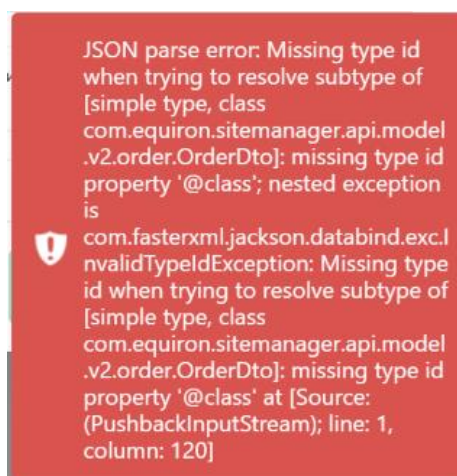 JSON parse error: Missing type id
when trying to resolve subtype of
[simple type, class
com.equiron.sitemanager.api.model
.v2.order.OrderDto]: missing type id
property '@class'; nested exception
is
com.fasterxml.jackson.databind.exc.I
nvalidTypeIdException: Missing type
id when trying to resolve subtype of
[simple type, class
com.equiron.sitemanager.api.model
.v2.order.OrderDto]: missing type id
property '@class' at [Source:
(PushbackInputStream); line: 1,
column: 120]